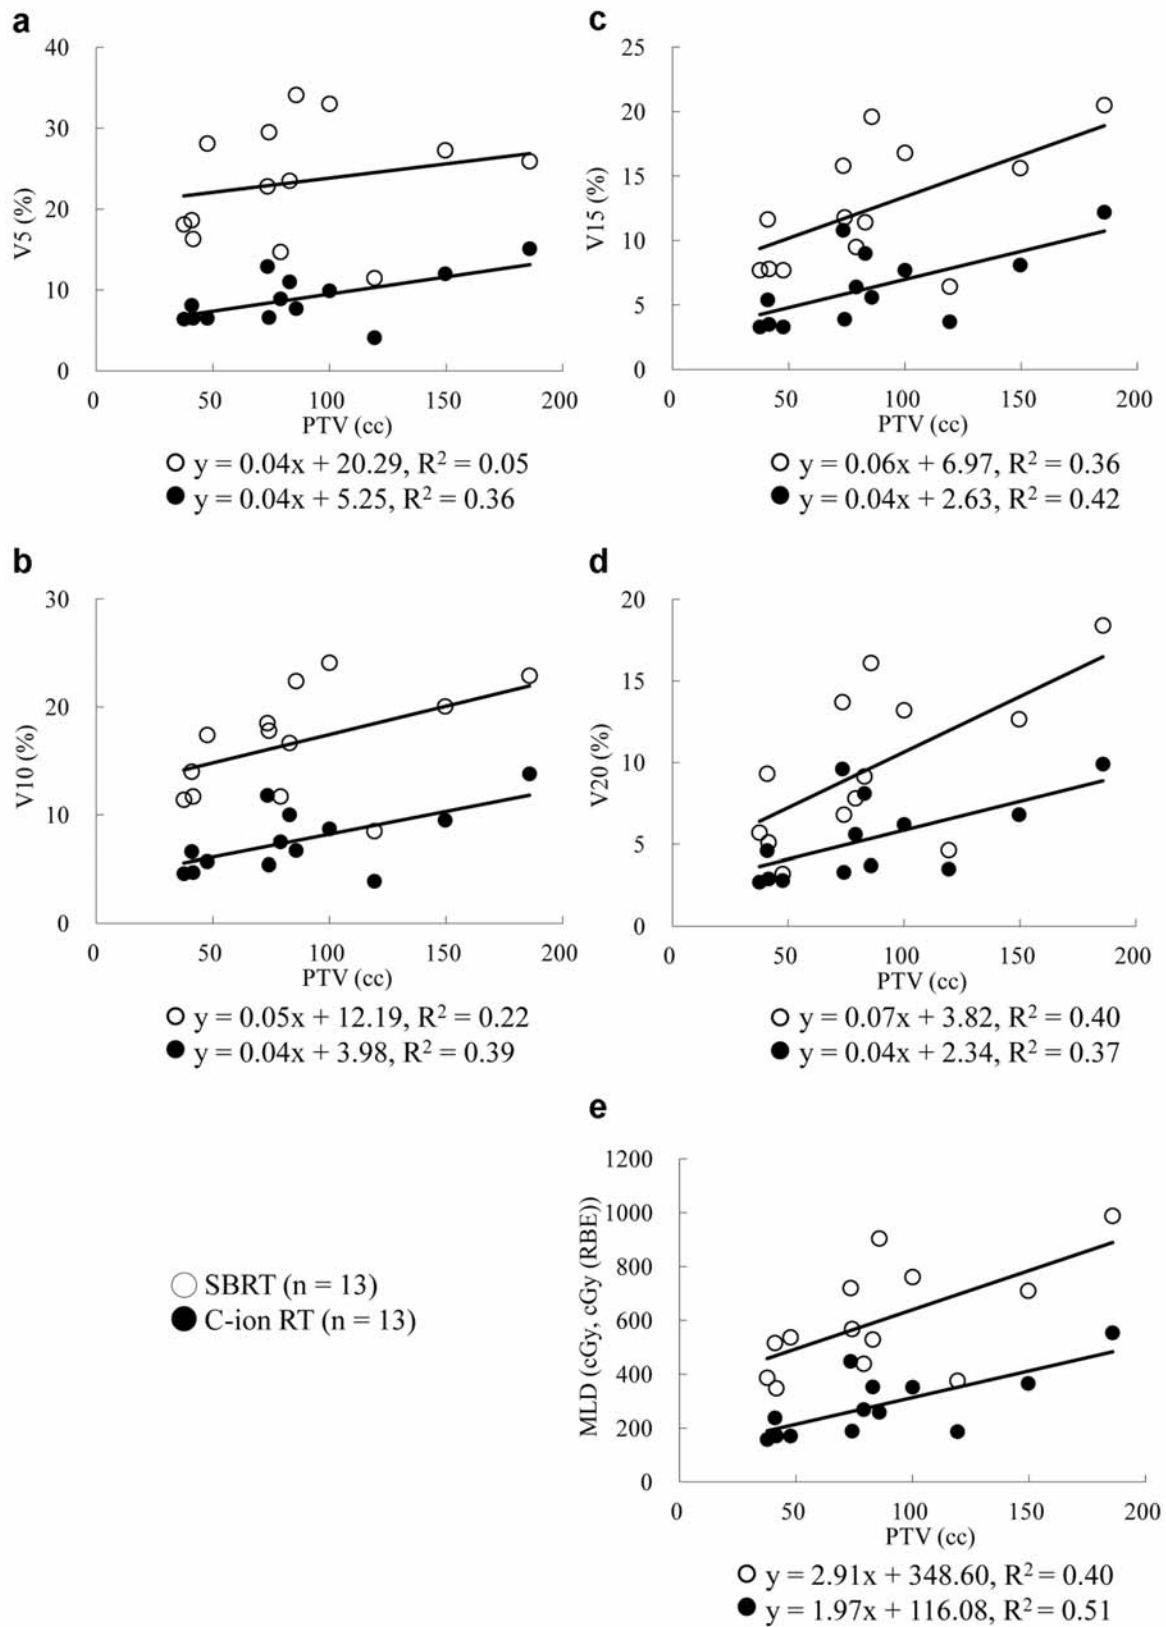 a
V5 (%)
40
30
20
10
0
0 50 100 150 200
PTV (cc)
y = 0.04x + 20.29, R² = 0.05
y = 0.04x + 5.25, R² = 0.36
c
V15 (%)
25
20
15
10
5
0
0 50 100 150 200
PTV (cc)
y = 0.06x + 6.97, R² = 0.36
y = 0.04x + 2.63, R² = 0.42
b
V10 (%)
30
20
10
0
0 50 100 150 200
PTV (cc)
y = 0.05x + 12.19, R² = 0.22
y = 0.04x + 3.98, R² = 0.39
d
V20 (%)
20
15
10
5
0
0 50 100 150 200
PTV (cc)
y = 0.07x + 3.82, R² = 0.40
y = 0.04x + 2.34, R² = 0.37
SBRT (n = 13)
C-ion RT (n = 13)
e
MLD (cGy, cGy (RBE))
1200
1000
800
600
400
200
0
0 50 100 150 200
PTV (cc)
y = 2.91x + 348.60, R² = 0.40
y = 1.97x + 116.08, R² = 0.51